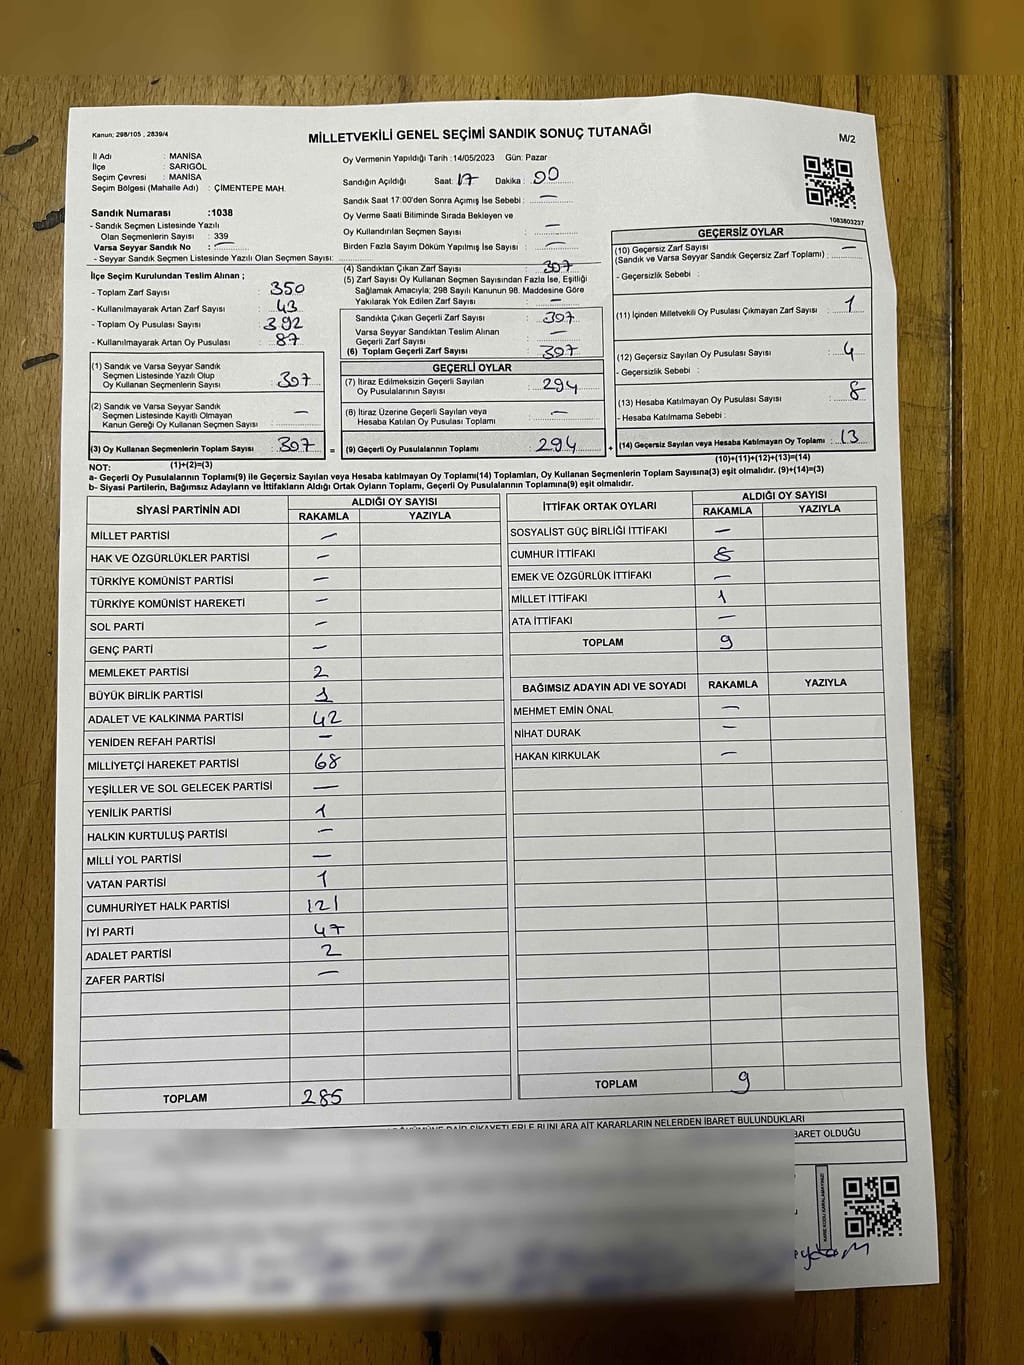 Kanun; 298/105 , 2839/4
MİLLETVEKİLİ GENEL SEÇİMİ SANDIK SONUÇ TUTANAĞI
M/2
İl Adı : MANİSA
İlçe : SARIGÖL
Seçim Çevresi : MANİSA
Seçim Bölgesi (Mahalle Adı) : ÇİMENTEPE MAH.
Sandık Numarası :1038
- Sandık Seçmen Listesinde Yazılı
Olan Seçmenlerin Sayısı : 339
Varsa Seyyar Sandık No : —
- Seyyar Sandık Seçmen Listesinde Yazılı Olan Seçmen Sayısı:
Oy Vermenin Yapıldığı Tarih :14/05/2023 Gün: Pazar
Sandığın Açıldığı Saat: 17 Dakika : 00
Sandık Saat 17:00'den Sonra Açımış İse Sebebi : —
Oy Verme Saati Bitiminde Sırada Bekleyen ve
Oy Kullandırılan Seçmen Sayısı : —
Birden Fazla Sayım Döküm Yapılmış İse Sayısı : —
1083803237
İlçe Seçim Kurulundan Teslim Alınan ;
- Toplam Zarf Sayısı : 350
- Kullanılmayarak Artan Zarf Sayısı : 43
- Toplam Oy Pusulası Sayısı : 392
- Kullanılmayarak Artan Oy Pusulası : 87
(1) Sandık ve Varsa Seyyar Sandık
Seçmen Listesinde Yazılı Olup
Oy Kullanan Seçmenlerin Sayısı : 307
(2) Sandık ve Varsa Seyyar Sandık
Seçmen Listesinde Kayıtlı Olmayan
Kanun Gereği Oy Kullanan Seçmen Sayısı : —
(3) Oy Kullanan Seçmenlerin Toplam Sayısı : 307
(1)+(2)=(3)
(4) Sandıktan Çıkan Zarf Sayısı : 307
(5) Zarf Sayısı Oy Kullanan Seçmen Sayısından Fazla İse, Eşitliği
Sağlamak Amacıyla; 298 Sayılı Kanunun 98. Maddesine Göre
Yakılarak Yok Edilen Zarf Sayısı : —
Sandıkta Çıkan Geçerli Zarf Sayısı : 307
Varsa Seyyar Sandıktan Teslim Alınan
Geçerli Zarf Sayısı : —
(6) Toplam Geçerli Zarf Sayısı : 307
GEÇERLİ OYLAR
(7) İtiraz Edilmeksizin Geçerli Sayılan
Oy Pusulalarının Sayısı : 294
(8) İtiraz Üzerine Geçerli Sayılan veya
Hesaba Katılan Oy Pusulası Toplamı : —
= (9) Geçerli Oy Pusulalarının Toplamı : 294 +
GEÇERSİZ OYLAR
(10) Geçersiz Zarf Sayısı
(Sandık ve Varsa Seyyar Sandık Geçersiz Zarf Toplamı) : —
- Geçersizlik Sebebi :
(11) İçinden Milletvekili Oy Pusulası Çıkmayan Zarf Sayısı : 1
(12) Geçersiz Sayılan Oy Pusulası Sayısı : 4
- Geçersizlik Sebebi :
(13) Hesaba Katılmayan Oy Pusulası Sayısı : 8
- Hesaba Katılmama Sebebi :
(14) Geçersiz Sayılan veya Hesaba Katılmayan Oy Toplamı : 13
(10)+(11)+(12)+(13)=(14)
NOT:
a- Geçerli Oy Pusulalarının Toplamı(9) ile Geçersiz Sayılan veya Hesaba katılmayan Oy Toplamı(14) Toplamları, Oy Kullanan Seçmenlerin Toplam Sayısına(3) eşit olmalıdır. (9)+(14)=(3)
b- Siyasi Partilerin, Bağımsız Adayların ve İttifakların Aldığı Ortak Oyların Toplamı, Geçerli Oy Pusulalarının Toplamına(9) eşit olmalıdır.
SİYASİ PARTİNİN ADI ALDIĞI OY SAYISI
RAKAMLA YAZIYLA
MİLLET PARTİSİ —
HAK VE ÖZGÜRLÜKLER PARTİSİ —
TÜRKİYE KOMÜNİST PARTİSİ —
TÜRKİYE KOMÜNİST HAREKETİ —
SOL PARTİ —
GENÇ PARTİ —
MEMLEKET PARTİSİ 2
BÜYÜK BİRLİK PARTİSİ 1
ADALET VE KALKINMA PARTİSİ 42
YENİDEN REFAH PARTİSİ —
MİLLİYETÇİ HAREKET PARTİSİ 68
YEŞİLLER VE SOL GELECEK PARTİSİ —
YENİLİK PARTİSİ 1
HALKIN KURTULUŞ PARTİSİ —
MİLLİ YOL PARTİSİ —
VATAN PARTİSİ 1
CUMHURİYET HALK PARTİSİ 121
İYİ PARTİ 47
ADALET PARTİSİ 2
ZAFER PARTİSİ —
TOPLAM 285
İTTİFAK ORTAK OYLARI ALDIĞI OY SAYISI
RAKAMLA YAZIYLA
SOSYALİST GÜÇ BİRLİĞİ İTTİFAKI —
CUMHUR İTTİFAKI 8
EMEK VE ÖZGÜRLÜK İTTİFAKI —
MİLLET İTTİFAKI 1
ATA İTTİFAKI —
TOPLAM 9
BAĞIMSIZ ADAYIN ADI VE SOYADI RAKAMLA YAZIYLA
MEHMET EMİN ÖNAL —
NİHAT DURAK —
HAKAN KIRKULAK —
TOPLAM 9
ŞİKAYETLERLE BUNLARA AİT KARARLARIN NELERDEN İBARET BULUNDUKLARI
İBARET OLDUĞU